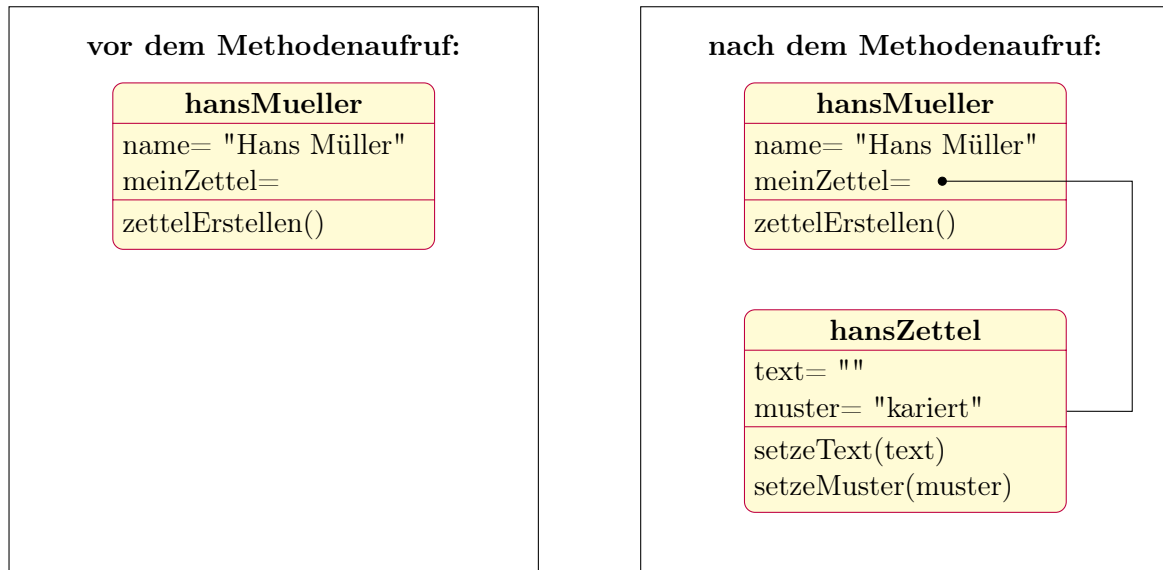 vor dem Methodenaufruf:
hansMueller
name= "Hans Müller"
meinZettel=
zettelErstellen()
nach dem Methodenaufruf:
hansMueller
name= "Hans Müller"
meinZettel=
zettelErstellen()
hansZettel
text= ""
muster= "kariert"
setzeText(text)
setzeMuster(muster)